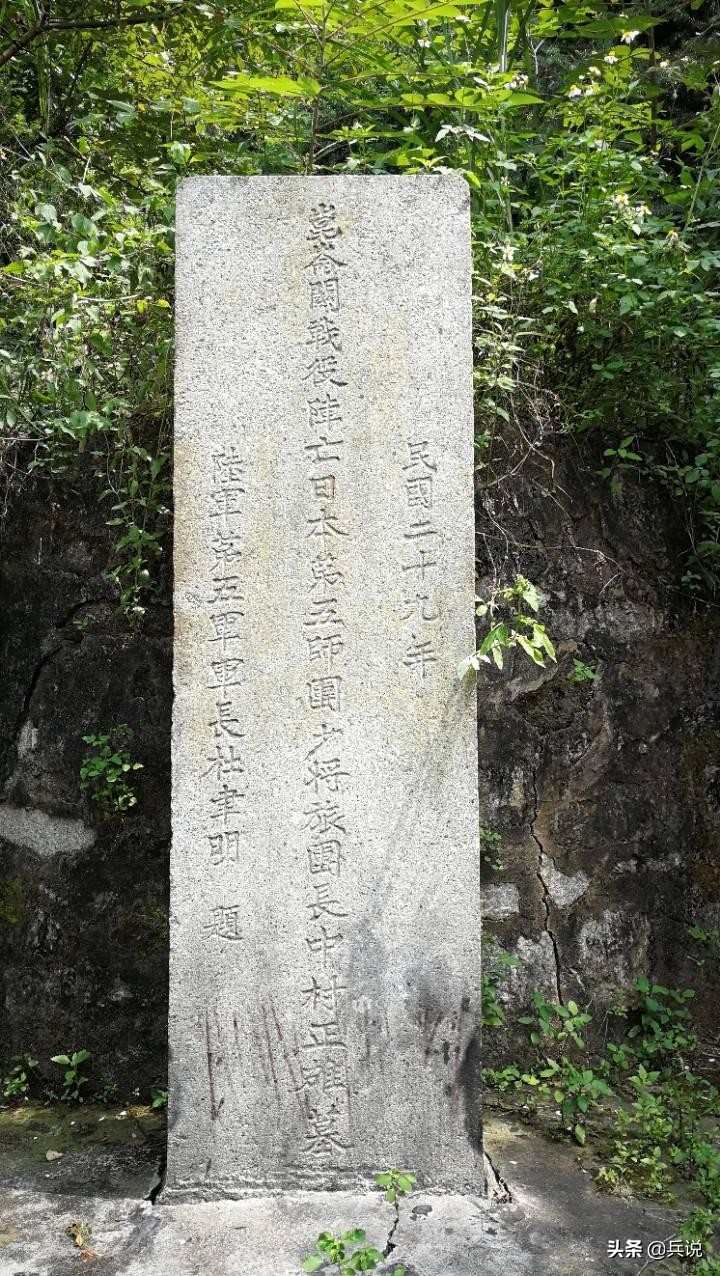 民國二十九年
崑崙關戰役陣亡日本第五師團少將旅團長中村正雄墓
陸軍第五軍軍長杜聿明 題
头条 @兵说